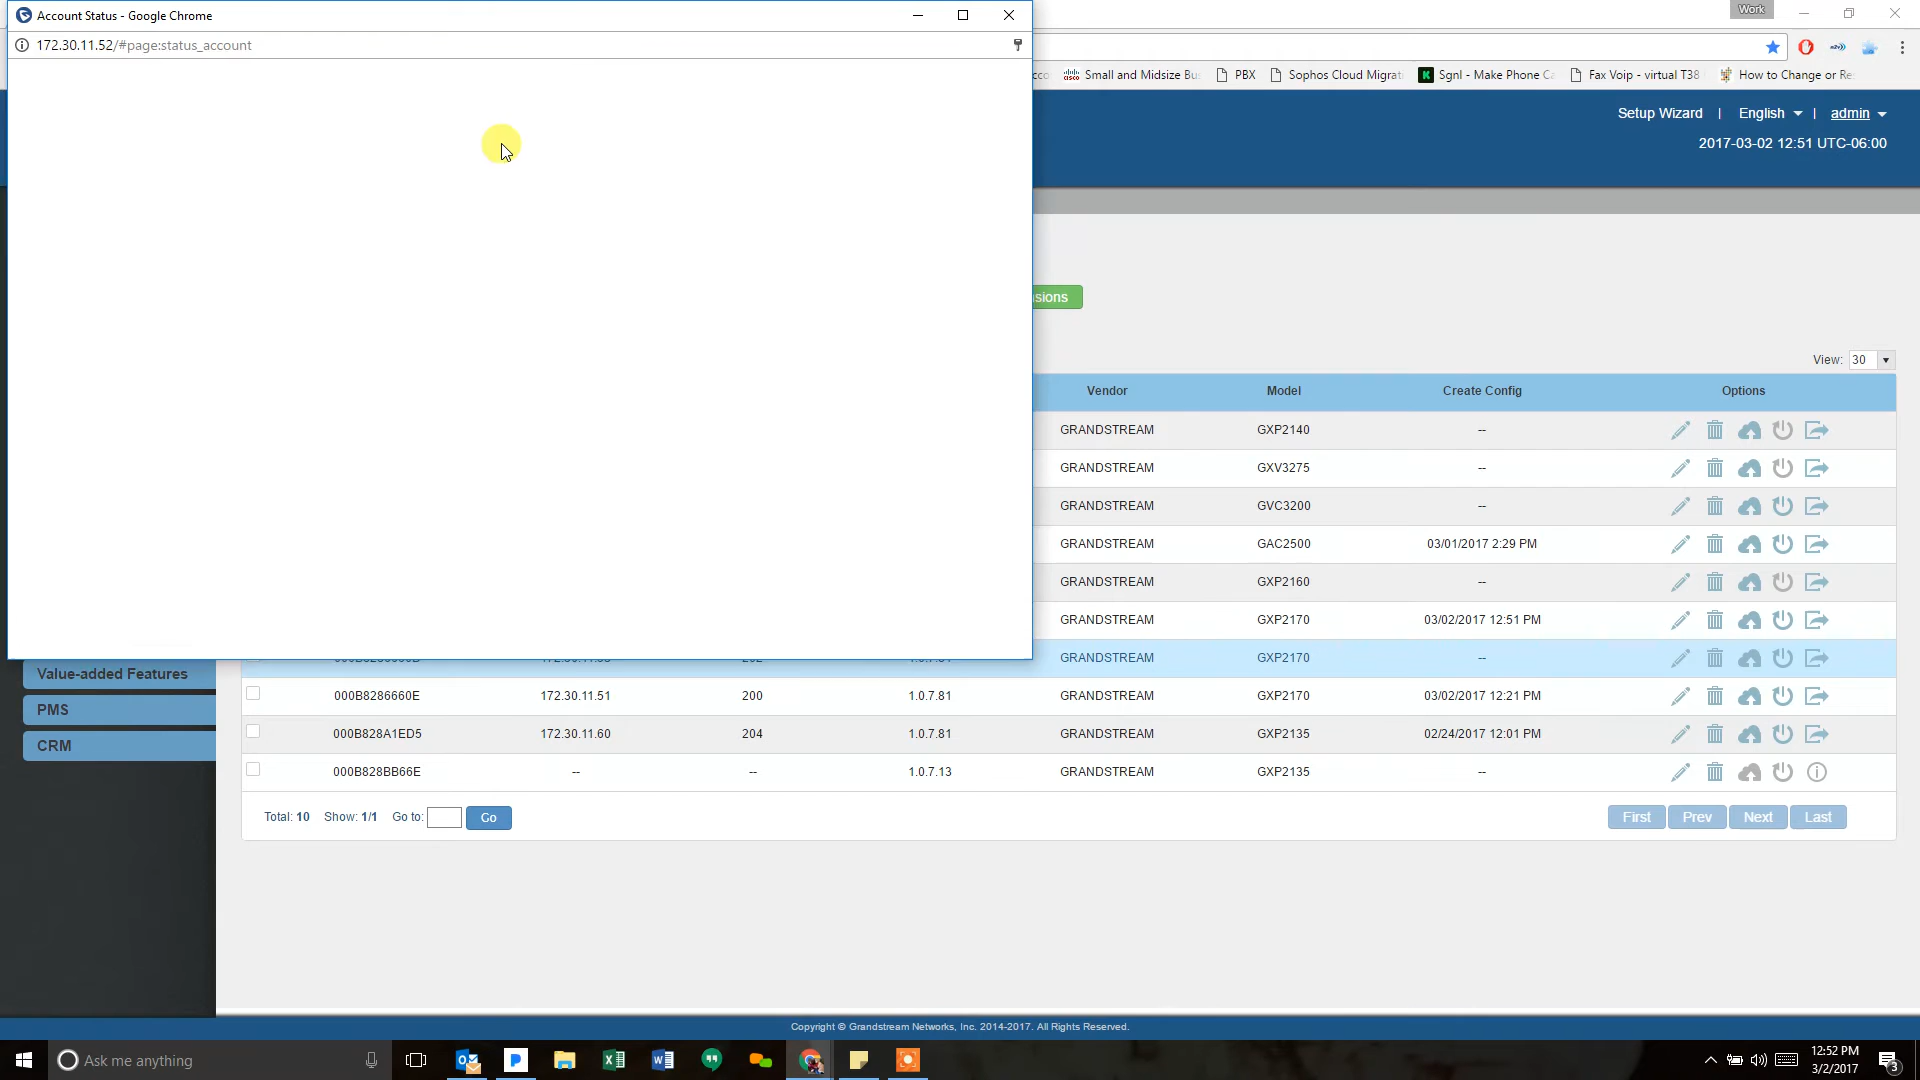 Account Status - Google Chrome
Work
172.30.11.52/#page:status_account
Small and Midsize Bu
PBX
Sophos Cloud Migrat
Sgnl - Make Phone Ca
Fax Voip - virtual T38
How to Change or Re
Setup Wizard | English | admin
2017-03-02 12:51 UTC-06:00
sions
View: 30
Vendor Model Create Config Options
GRANDSTREAM GXP2140 --
GRANDSTREAM GXV3275 --
GRANDSTREAM GVC3200 --
GRANDSTREAM GAC2500 03/01/2017 2:29 PM
GRANDSTREAM GXP2160 --
GRANDSTREAM GXP2170 03/02/2017 12:51 PM
GRANDSTREAM GXP2170 --
Value-added Features
000B8286660E 172.30.11.51 200 1.0.7.81 GRANDSTREAM GXP2170 03/02/2017 12:21 PM
PMS
000B828A1ED5 172.30.11.60 204 1.0.7.81 GRANDSTREAM GXP2135 02/24/2017 12:01 PM
CRM
000B828BB66E -- -- 1.0.7.13 GRANDSTREAM GXP2135 --
Total: 10 Show: 1/1 Go to: Go
First Prev Next Last
Copyright © Grandstream Networks, Inc. 2014-2017. All Rights Reserved.
Ask me anything
12:52 PM
3/2/2017
3